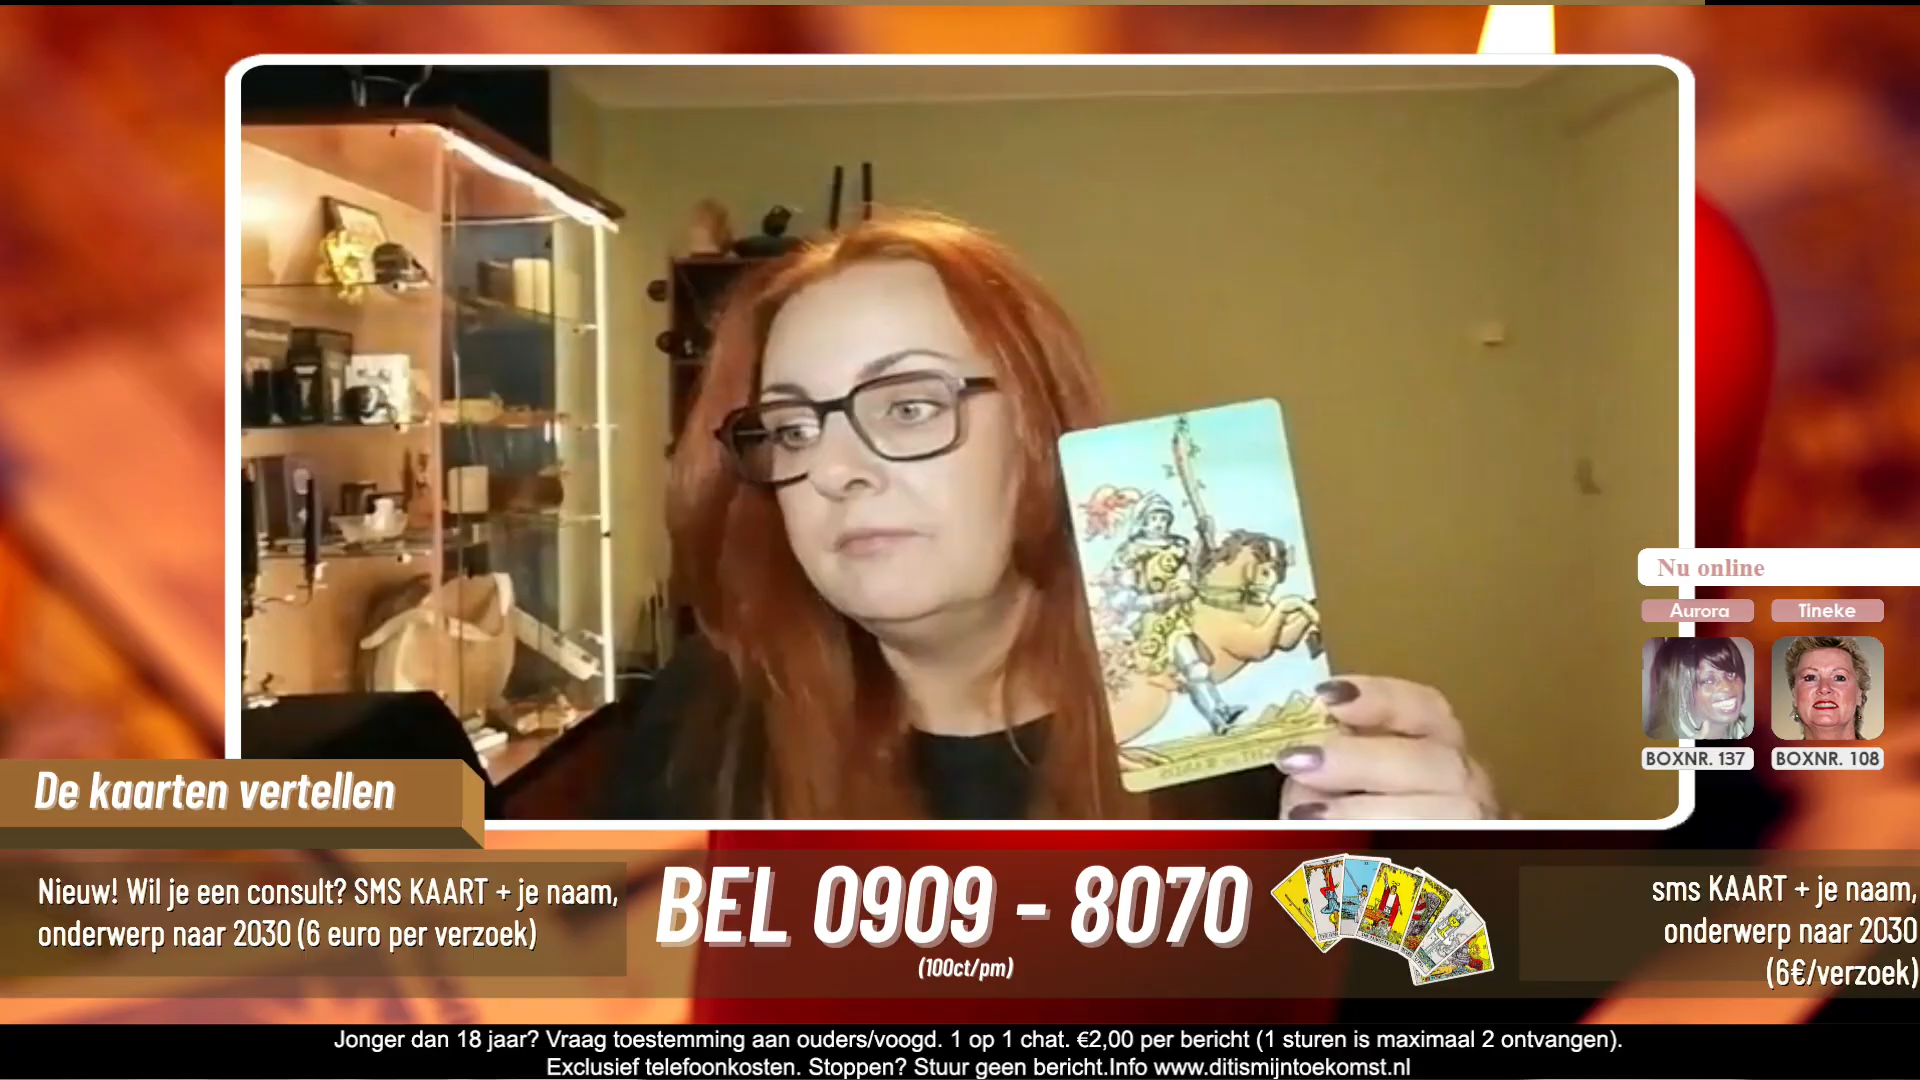 Nu online
Aurora
Tineke
BOXNR. 137
BOXNR. 108
De kaarten vertellen
Nieuw! Wil je een consult? SMS KAART + je naam,
onderwerp naar 2030 (6 euro per verzoek)
BEL 0909 - 8070
(100ct/pm)
sms KAART + je naam,
onderwerp naar 2030
(6€/verzoek)
Jonger dan 18 jaar? Vraag toestemming aan ouders/voogd. 1 op 1 chat. €2,00 per bericht (1 sturen is maximaal 2 ontvangen).
Exclusief telefoonkosten. Stoppen? Stuur geen bericht.Info www.ditismijntoekomst.nl